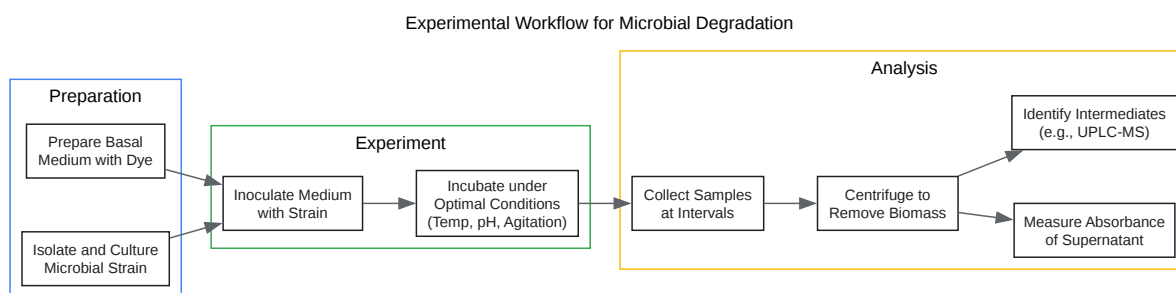 Experimental Workflow for Microbial Degradation
Preparation
Prepare Basal
Medium with Dye
Isolate and Culture
Microbial Strain
Experiment
Inoculate Medium
with Strain
Incubate under
Optimal Conditions
(Temp, pH, Agitation)
Analysis
Collect Samples
at Intervals
Centrifuge to
Remove Biomass
Identify Intermediates
(e.g., UPLC-MS)
Measure Absorbance
of Supernatant